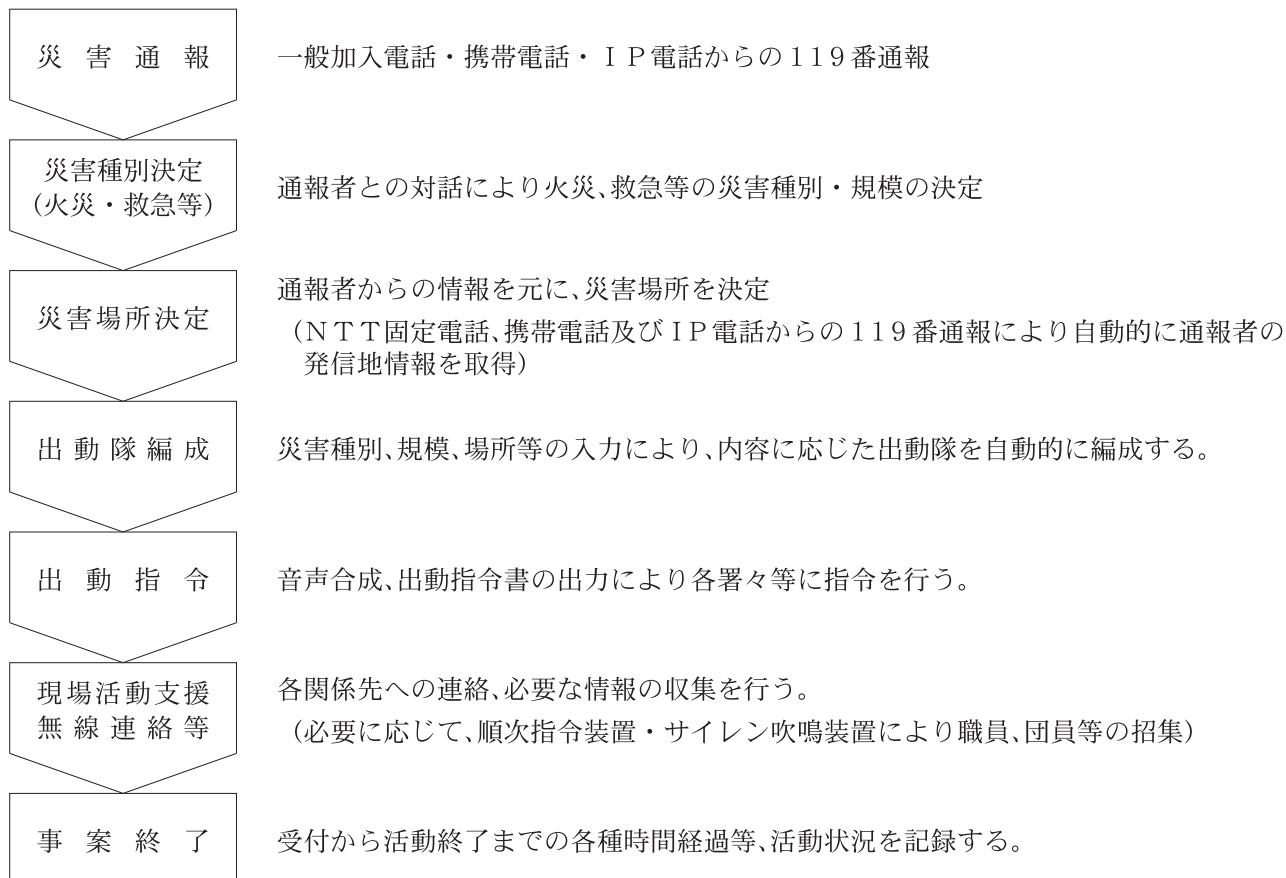 災害通報
一般加入電話・携帯電話・ＩＰ電話からの119番通報
災害種別決定
(火災・救急等)
通報者との対話により火災、救急等の災害種別・規模の決定
災害場所決定
通報者からの情報を元に、災害場所を決定
(ＮＴＴ固定電話、携帯電話及びIP電話からの119番通報により自動的に通報者の
発信地情報を取得)
出動隊編成
災害種別、規模、場所等の入力により、内容に応じた出動隊を自動的に編成する。
出動指令
音声合成、出動指令書の出力により各署々等に指令を行う。
現場活動支援
無線連絡等
各関係先への連絡、必要な情報の収集を行う。
(必要に応じて、順次指令装置・サイレン吹鳴装置により職員、団員等の招集)
事案終了
受付から活動終了までの各種時間経過等、活動状況を記録する。